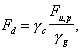 F_d = γ_c F_{u,p} / γ_g ,